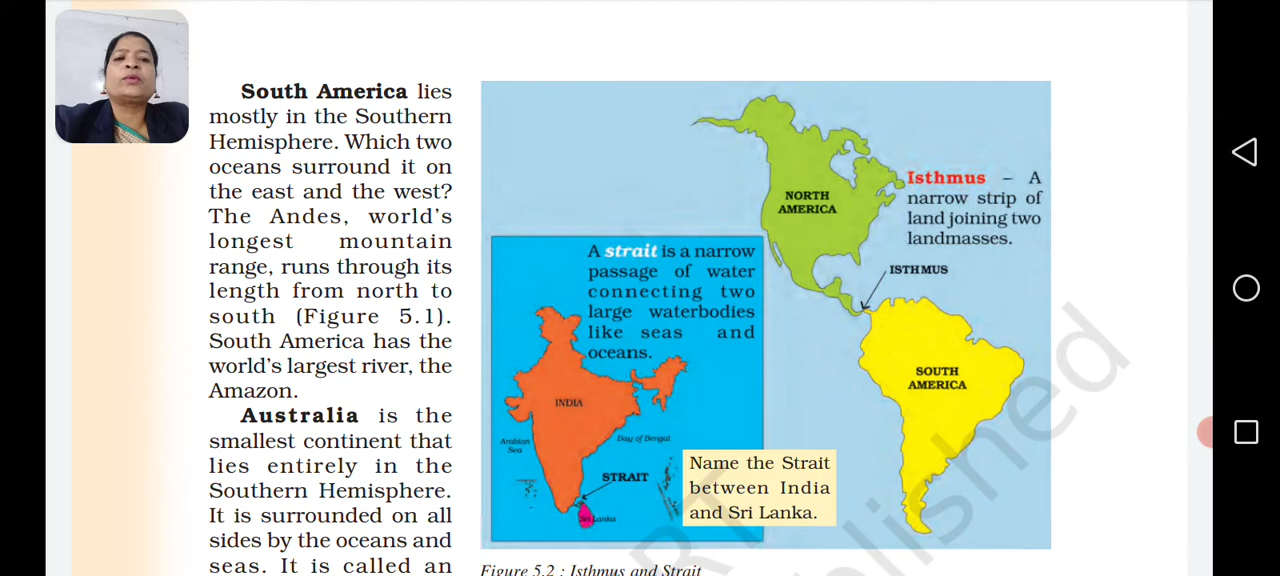 South America lies
mostly in the Southern
Hemisphere. Which two
oceans surround it on
the east and the west?
The Andes, world's
longest mountain
range, runs through its
length from north to
south (Figure 5.1).
South America has the
world's largest river, the
Amazon.
Australia is the
smallest continent that
lies entirely in the
Southern Hemisphere.
It is surrounded on all
sides by the oceans and
seas. It is called an
NORTH
AMERICA
Isthmus – A
narrow strip of
land joining two
landmasses.
ISTHMUS
SOUTH
AMERICA
A strait is a narrow
passage of water
connecting two
large waterbodies
like seas and
oceans.
INDIA
Arabian
Sea
Bay of Bengal
STRAIT
Sri Lanka
Name the Strait
between India
and Sri Lanka.
Figure 5.2 : Isthmus and Strait